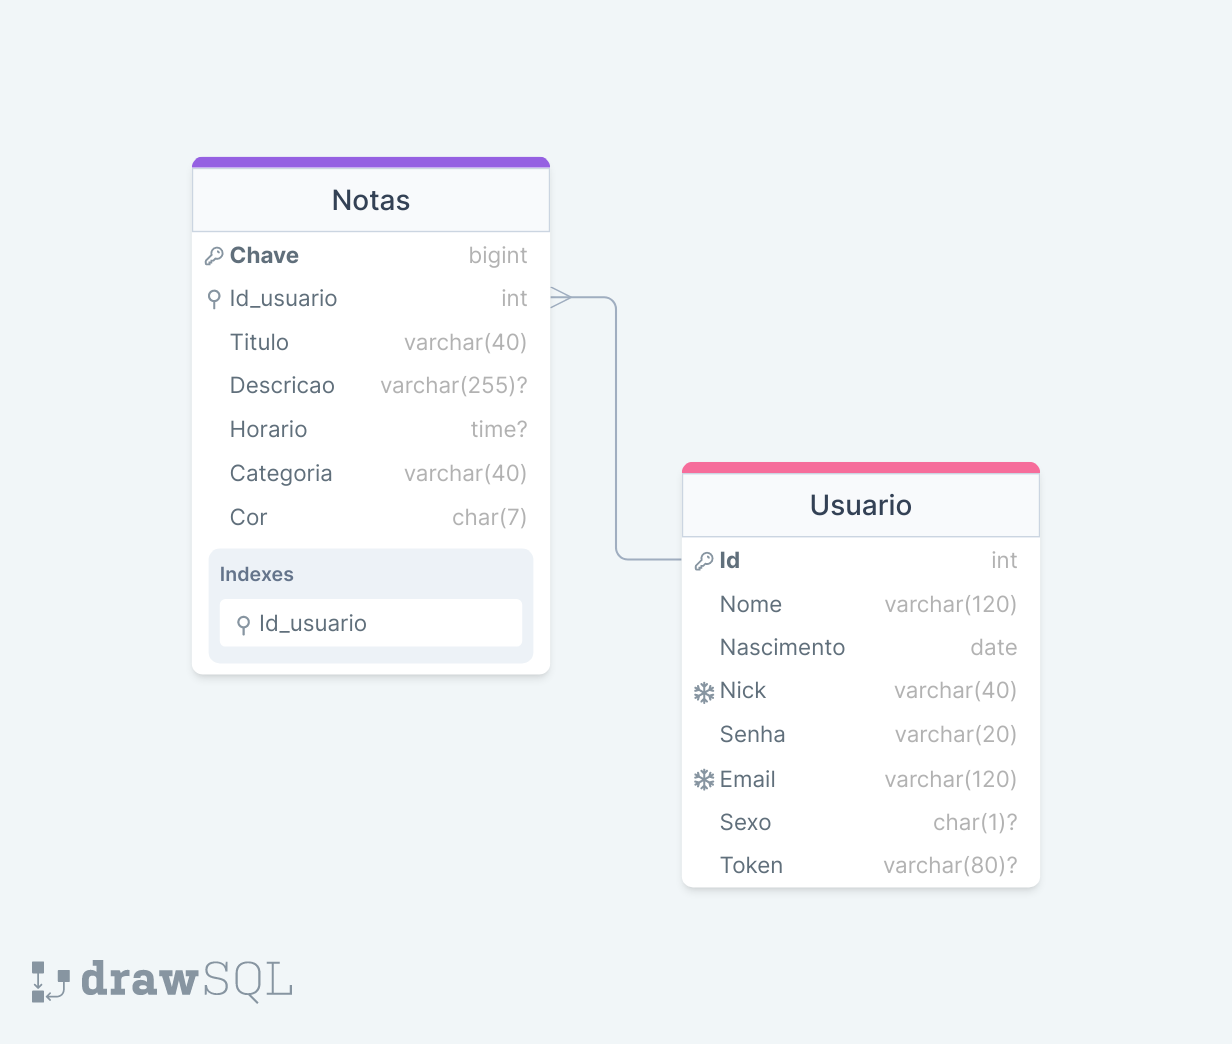 Notas
Chave bigint
Id_usuario int
Titulo varchar(40)
Descricao varchar(255)?
Horario time?
Categoria varchar(40)
Cor char(7)
Indexes
Id_usuario
Usuario
Id int
Nome varchar(120)
Nascimento date
Nick varchar(40)
Senha varchar(20)
Email varchar(120)
Sexo char(1)?
Token varchar(80)?
drawSQL